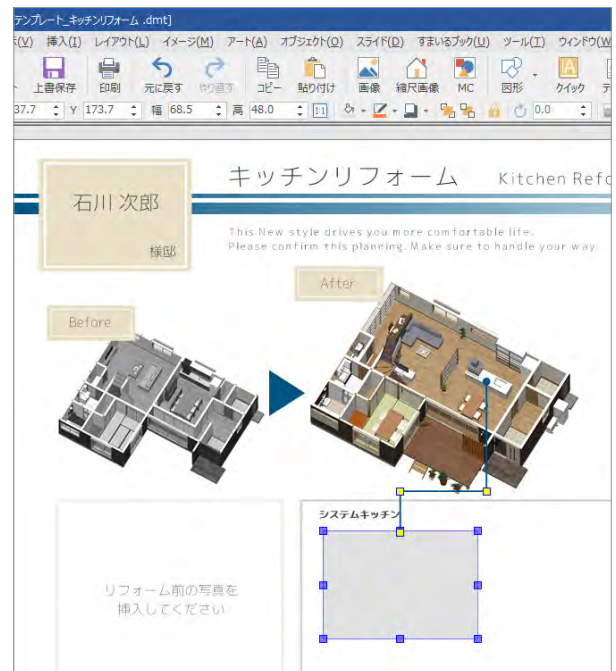 テンプレート_キッチンリフォーム .dmt]
(V) 挿入(I) レイアウト(L) イメージ(M) アート(A) オブジェクト(O) スライド(D) すまいるブック(U) ツール(T) ウィンドウ(W
上書保存 印刷 元に戻す やり直す コピー 貼り付け 画像 縮尺画像 MC 図形 クイック
37.7 Y 173.7 幅 68.5 高 48.0 1:1 0.0
キッチンリフォーム Kitchen Refo
石川 次郎
様邸
This New style drives you more comfortable life.
Please confirm this planning. Make sure to handle your way.
After
Before
システムキッチン
リフォーム前の写真を
挿入してください